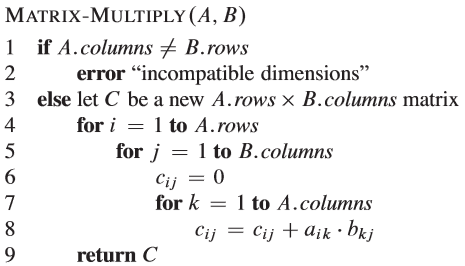 MATRIX-MULTIPLY(A, B)
1 if A.columns ≠ B.rows
2 error “incompatible dimensions”
3 else let C be a new A.rows × B.columns matrix
4 for i = 1 to A.rows
5 for j = 1 to B.columns
6 cij = 0
7 for k = 1 to A.columns
8 cij = cij + aik · bkj
9 return C